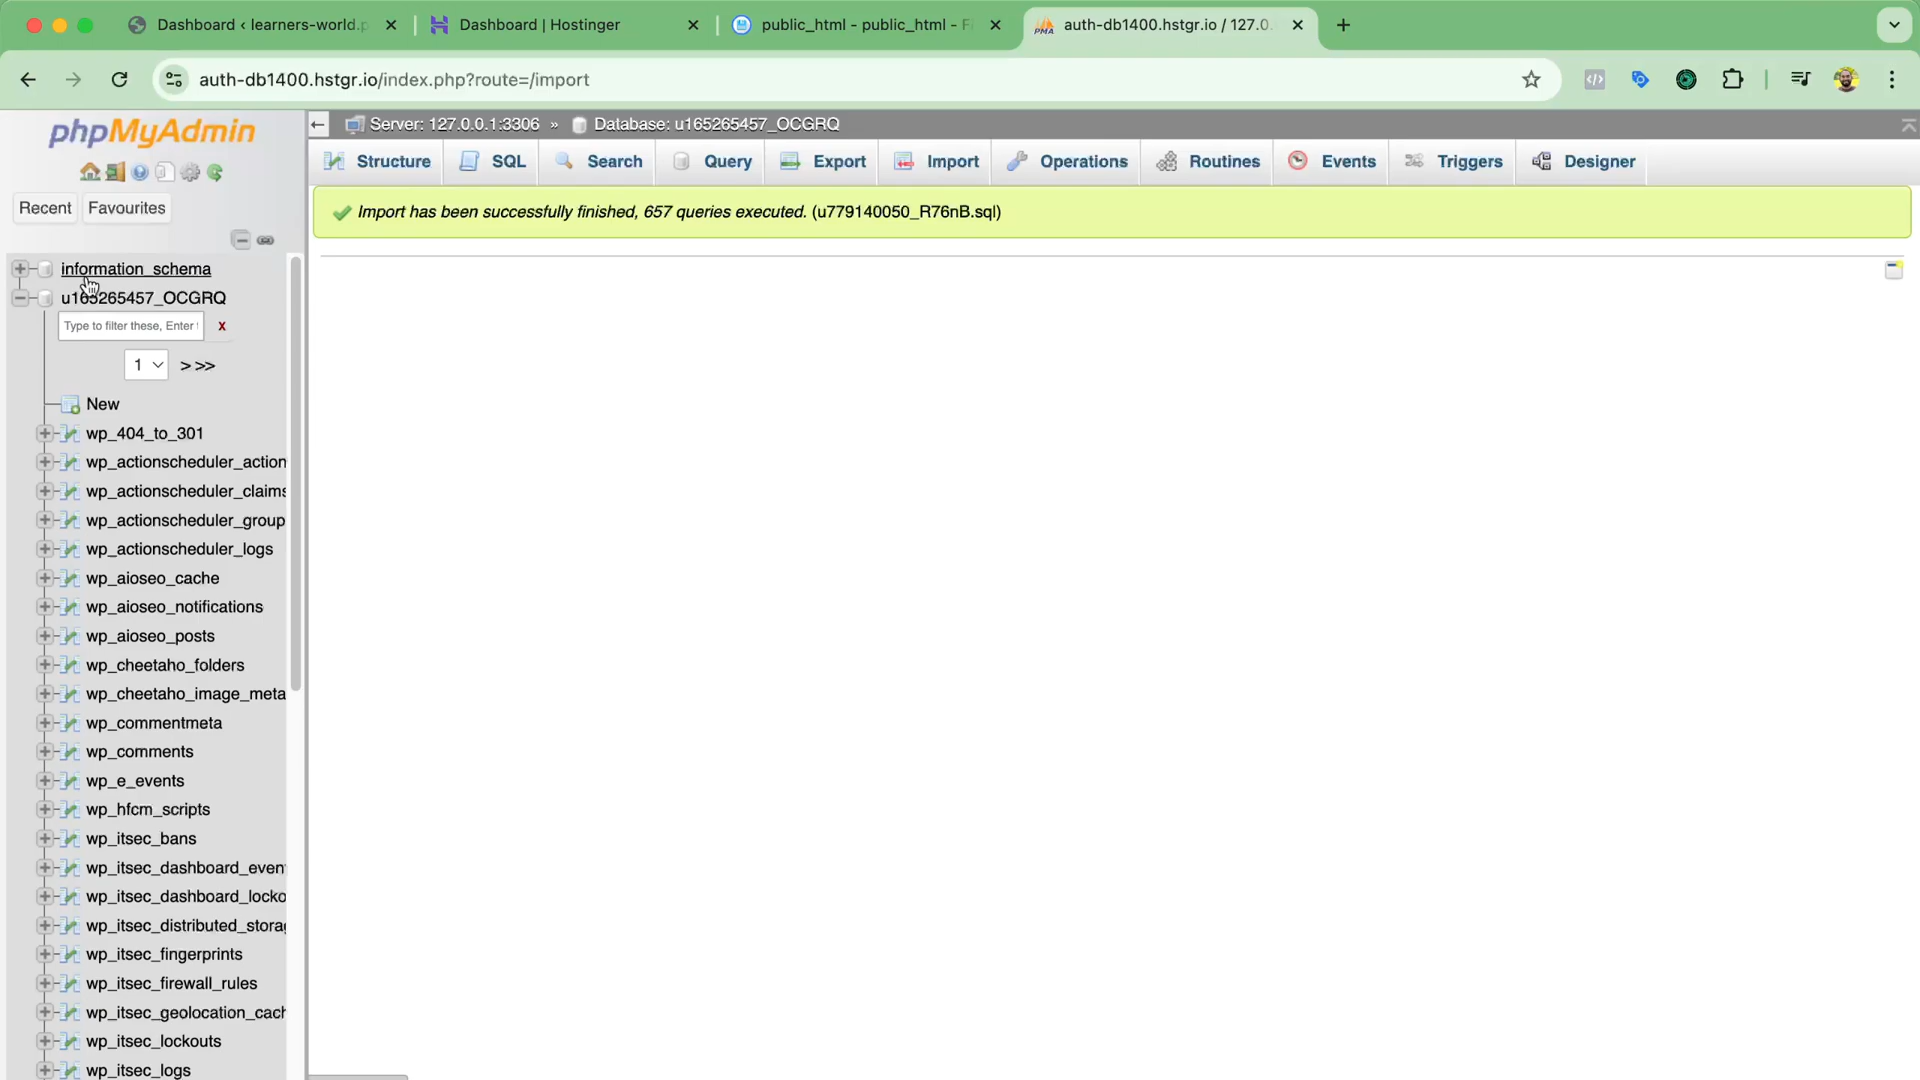 Dashboard ‹ learners-world.p
Dashboard | Hostinger
public_html - public_html - Fi
PMA
auth-db1400.hstgr.io / 127.0.
auth-db1400.hstgr.io/index.php?route=/import
phpMyAdmin
Server: 127.0.0.1:3306 » Database: u165265457_OCGRQ
Structure
SQL
Search
Query
Export
Import
Operations
Routines
Events
Triggers
Designer
Recent
Favourites
Import has been successfully finished, 657 queries executed. (u779140050_R76nB.sql)
information_schema
u165265457_OCGRQ
Type to filter these, Enter t
X
1
> >>
New
wp_404_to_301
wp_actionscheduler_action
wp_actionscheduler_claims
wp_actionscheduler_group
wp_actionscheduler_logs
wp_aioseo_cache
wp_aioseo_notifications
wp_aioseo_posts
wp_cheetaho_folders
wp_cheetaho_image_meta
wp_commentmeta
wp_comments
wp_e_events
wp_hfcm_scripts
wp_itsec_bans
wp_itsec_dashboard_event
wp_itsec_dashboard_locko
wp_itsec_distributed_storag
wp_itsec_fingerprints
wp_itsec_firewall_rules
wp_itsec_geolocation_cach
wp_itsec_lockouts
wp_itsec_logs